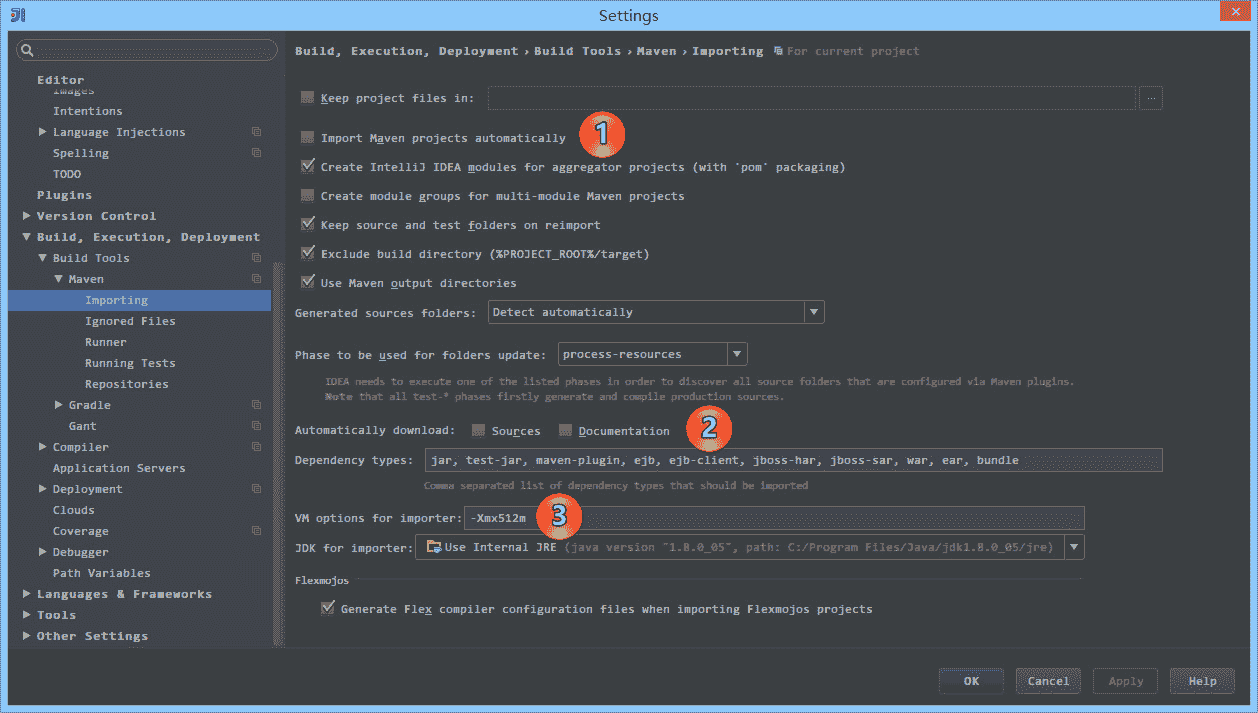 Settings
Editor
Images
Intentions
Language Injections
Spelling
TODO
Plugins
Version Control
Build, Execution, Deployment
Build Tools
Maven
Importing
Ignored Files
Runner
Running Tests
Repositories
Gradle
Gant
Compiler
Application Servers
Deployment
Clouds
Coverage
Debugger
Path Variables
Languages & Frameworks
Tools
Other Settings
Build, Execution, Deployment › Build Tools › Maven › Importing For current project
Keep project files in: ...
Import Maven projects automatically 1
Create IntelliJ IDEA modules for aggregator projects (with 'pom' packaging)
Create module groups for multi-module Maven projects
Keep source and test folders on reimport
Exclude build directory (%PROJECT_ROOT%/target)
Use Maven output directories
Generated sources folders: Detect automatically
Phase to be used for folders update: process-resources
IDEA needs to execute one of the listed phases in order to discover all source folders that are configured via Maven plugins.
Note that all test-* phases firstly generate and compile production sources.
Automatically download: Sources Documentation 2
Dependency types: jar, test-jar, maven-plugin, ejb, ejb-client, jboss-har, jboss-sar, war, ear, bundle
Comma separated list of dependency types that should be imported
VM options for importer: -Xmx512m 3
JDK for importer: Use Internal JRE (java version "1.8.0_05", path: C:/Program Files/Java/jdk1.8.0_05/jre)
Flexmojos
Generate Flex compiler configuration files when importing Flexmojos projects
OK Cancel Apply Help